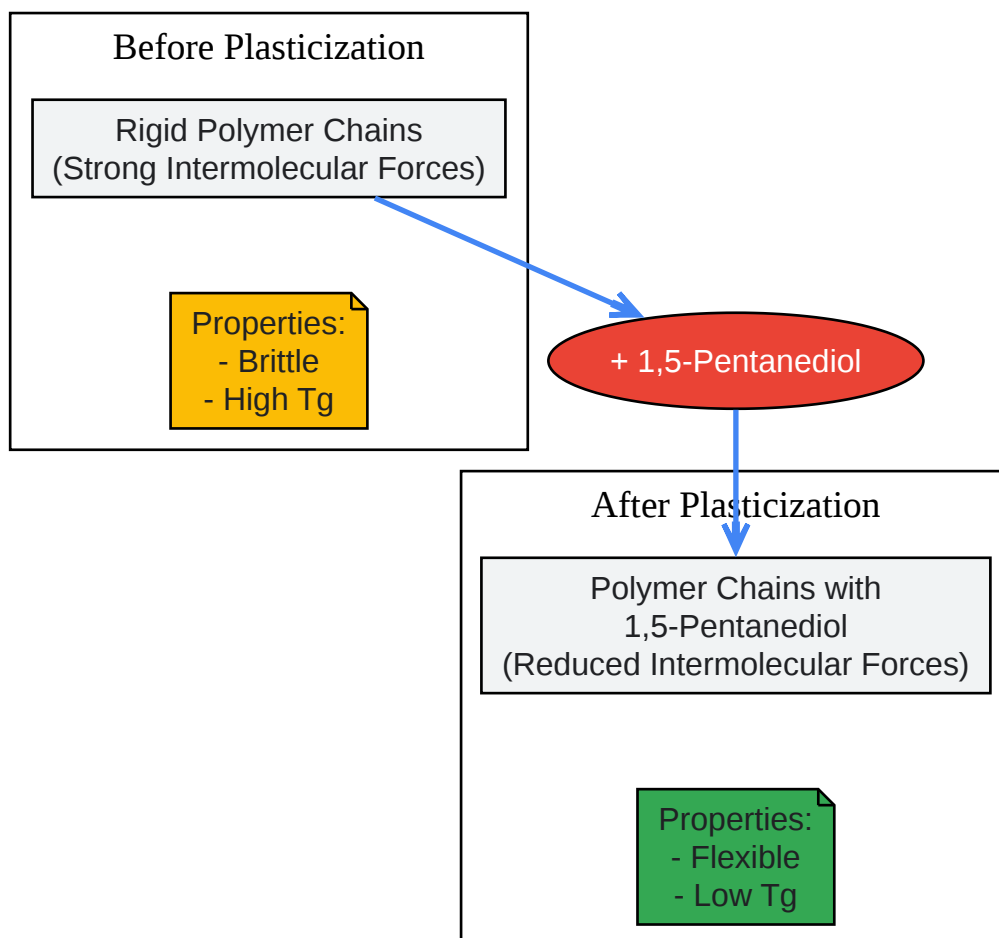 Before Plasticization
Rigid Polymer Chains
(Strong Intermolecular Forces)
Properties:
- Brittle
- High Tg
+ 1,5-Pentanediol
After Plasticization
Polymer Chains with
1,5-Pentanediol
(Reduced Intermolecular Forces)
Properties:
- Flexible
- Low Tg